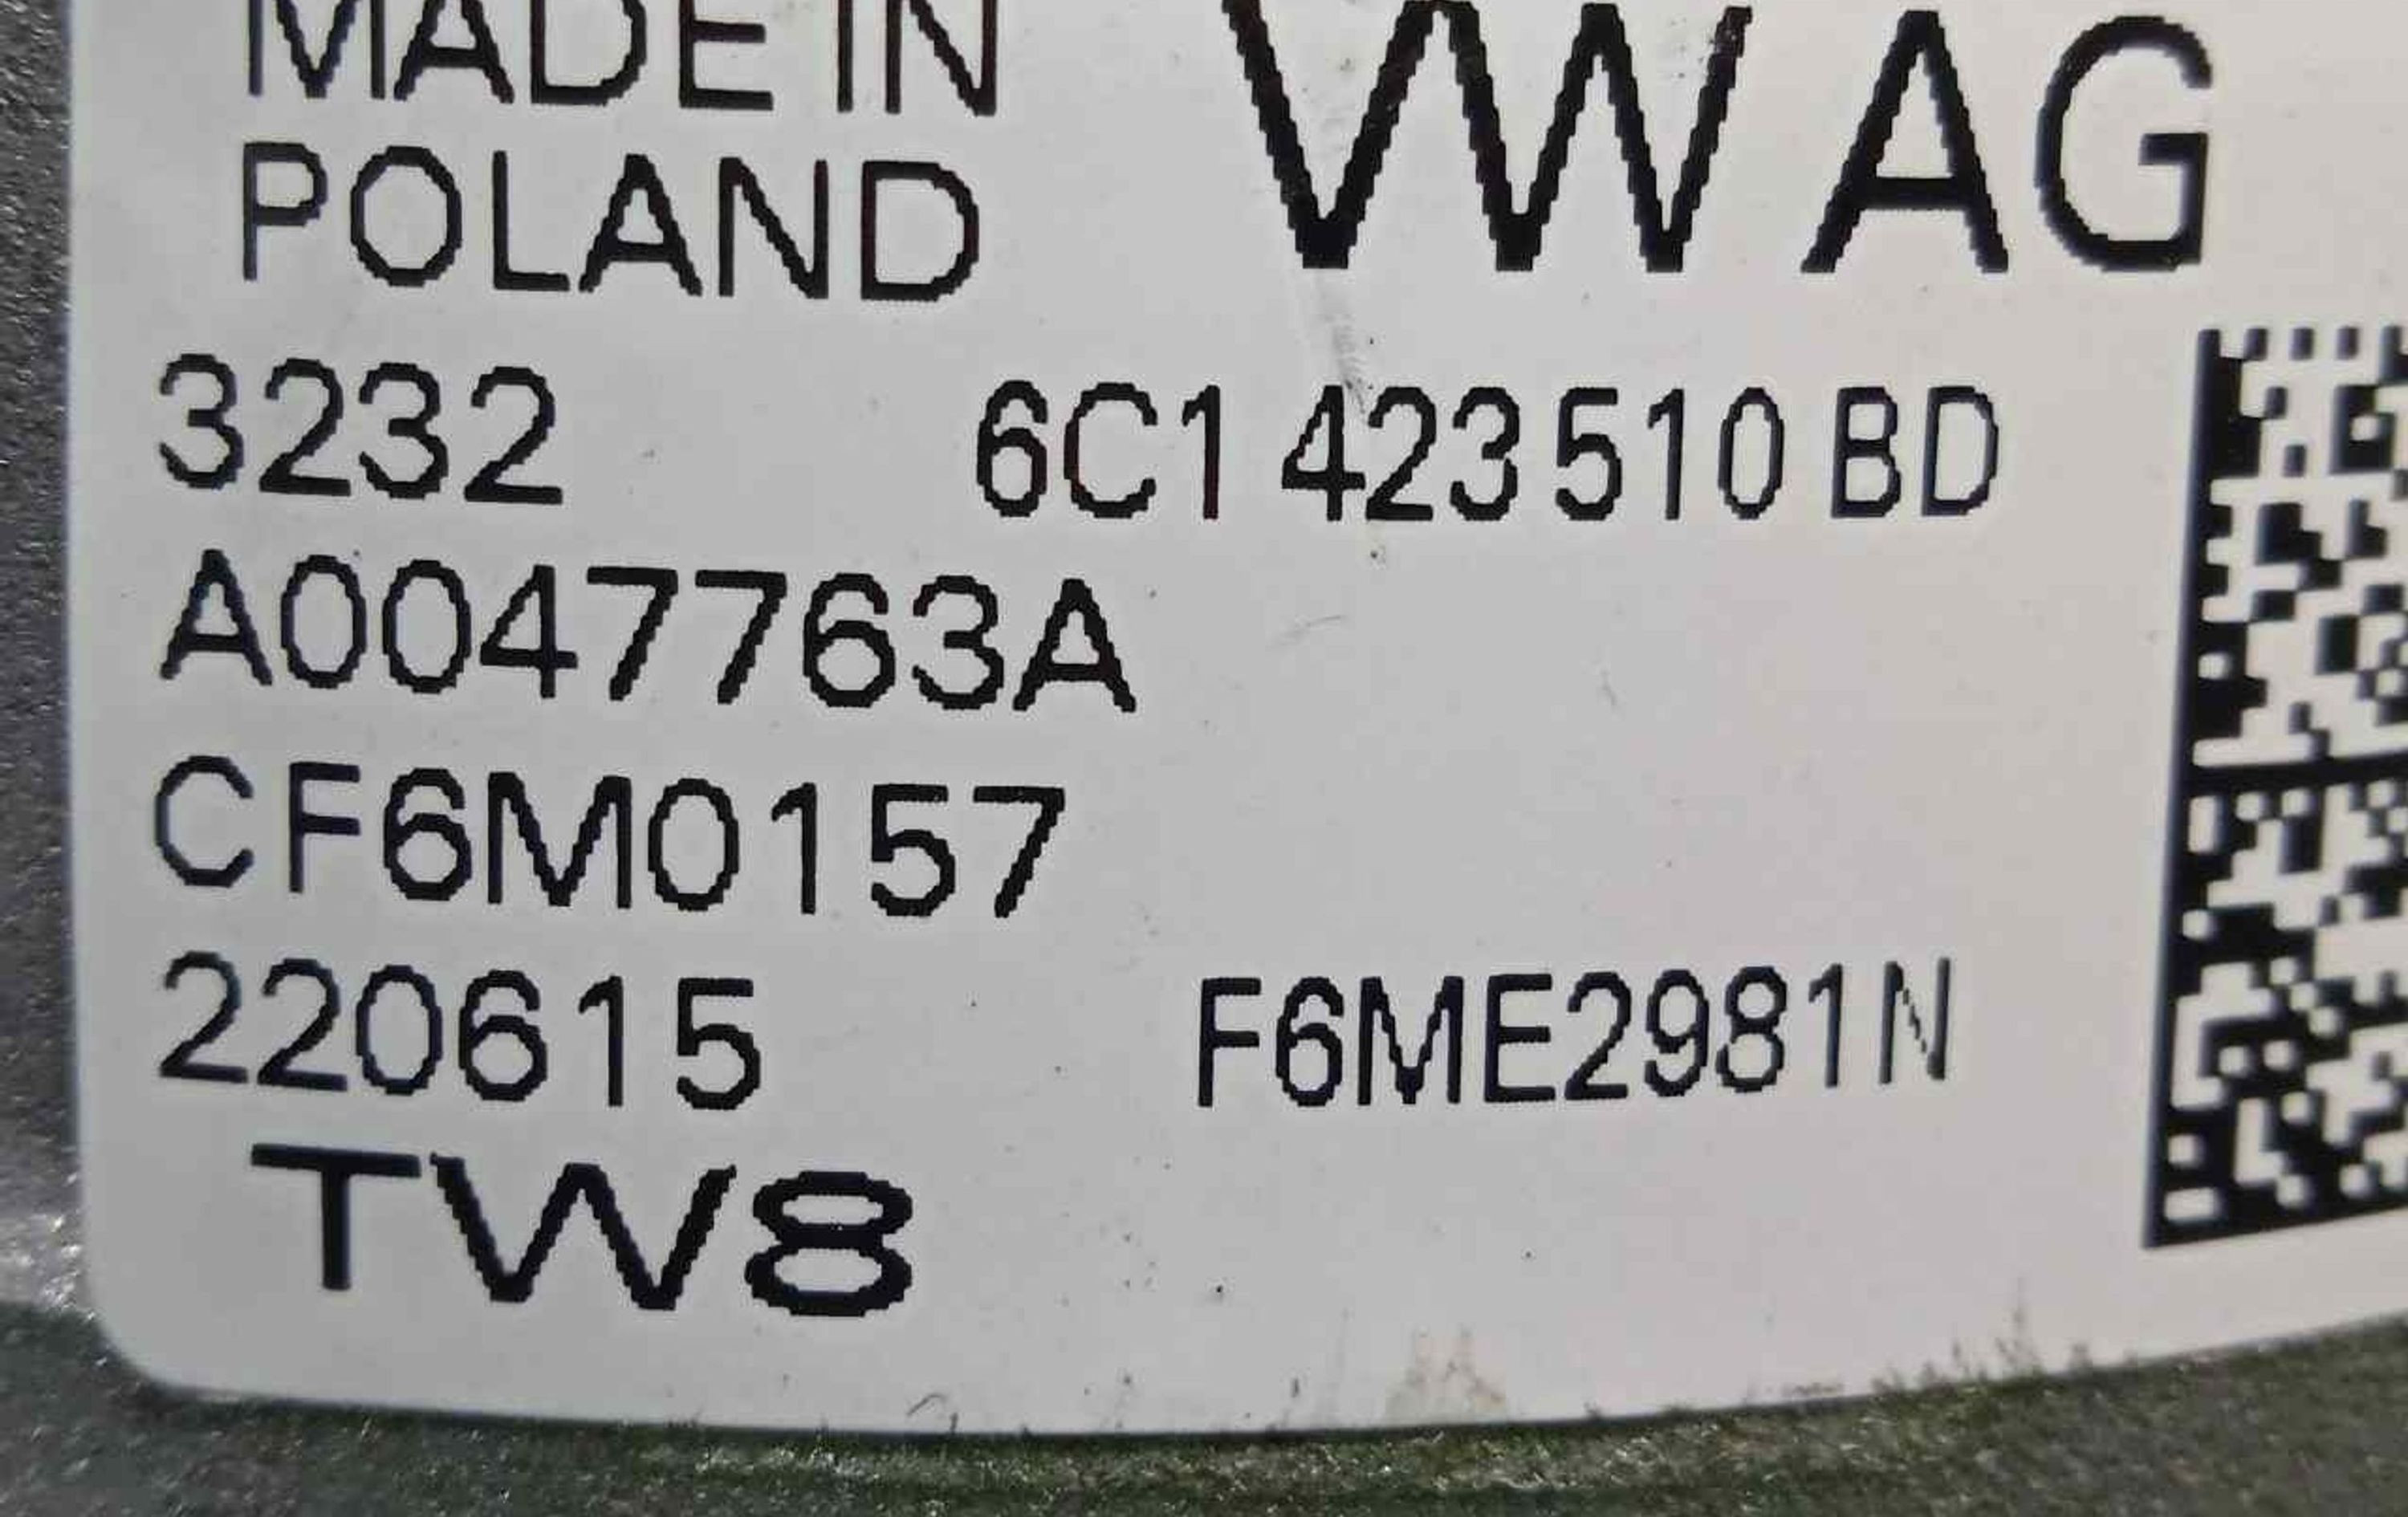 MADE IN
POLAND
VW AG
3232
6C1 423 510 BD
A0047763A
CF6M0157
220615
F6ME2981N
TW8